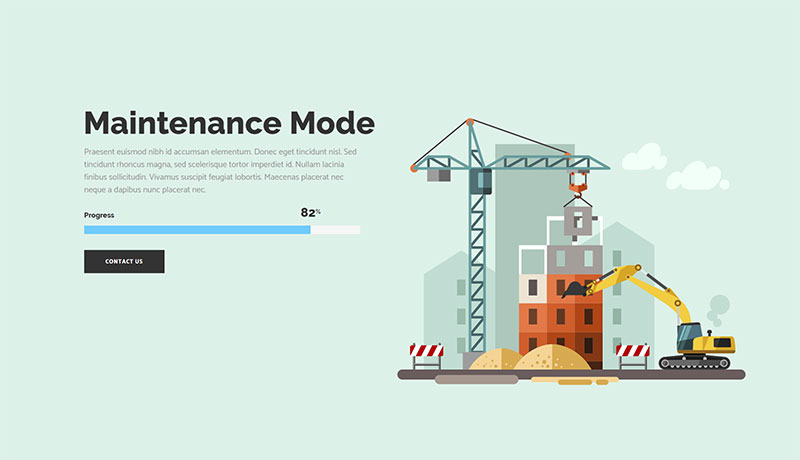 Maintenance Mode
Praesent euismod nibh id accumsan elementum. Donec eget tincidunt nisl. Sed
tincidunt rhoncus magna, sed scelerisque tortor imperdiet id. Nullam lacinia
finibus sollicitudin. Vivamus suscipit feugiat lobortis. Maecenas placerat nec
neque a dapibus nunc placerat nec.
Progress 82%
CONTACT US